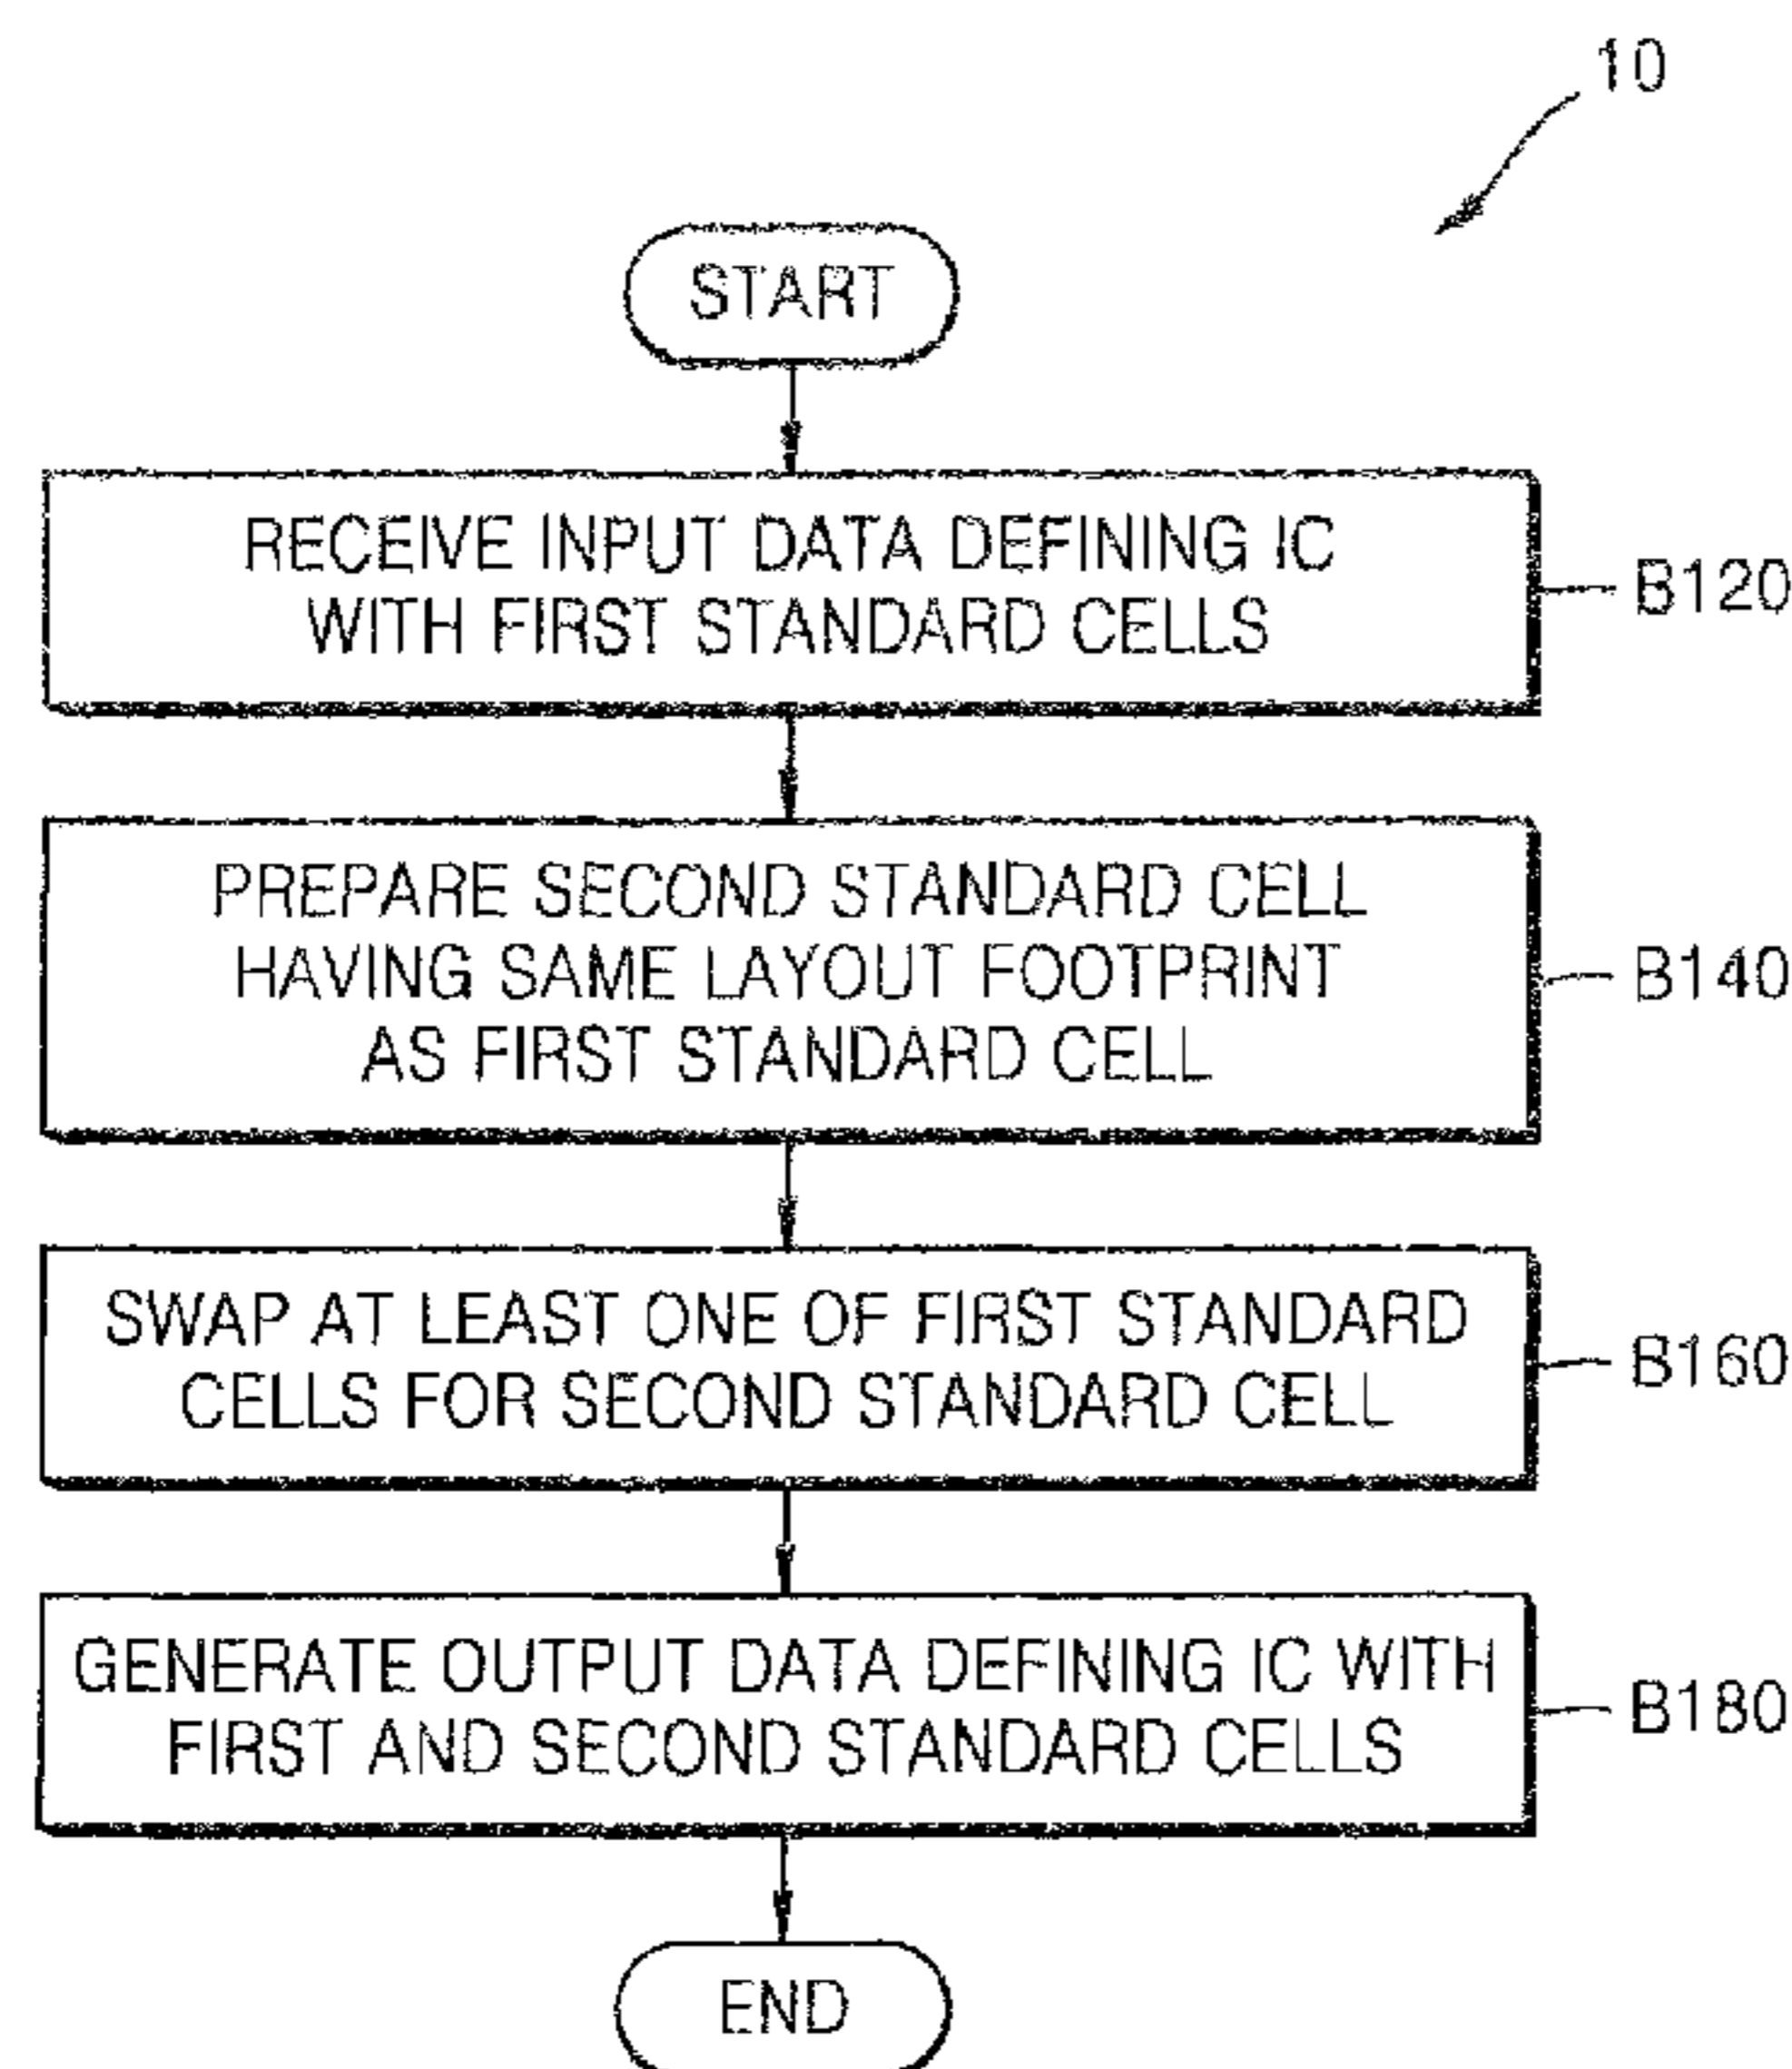 10
START
RECEIVE INPUT DATA DEFINING IC
WITH FIRST STANDARD CELLS
B120
PREPARE SECOND STANDARD CELL
HAVING SAME LAYOUT FOOTPRINT
AS FIRST STANDARD CELL
B140
SWAP AT LEAST ONE OF FIRST STANDARD
CELLS FOR SECOND STANDARD CELL
B160
GENERATE OUTPUT DATA DEFINING IC WITH
FIRST AND SECOND STANDARD CELLS
B180
END